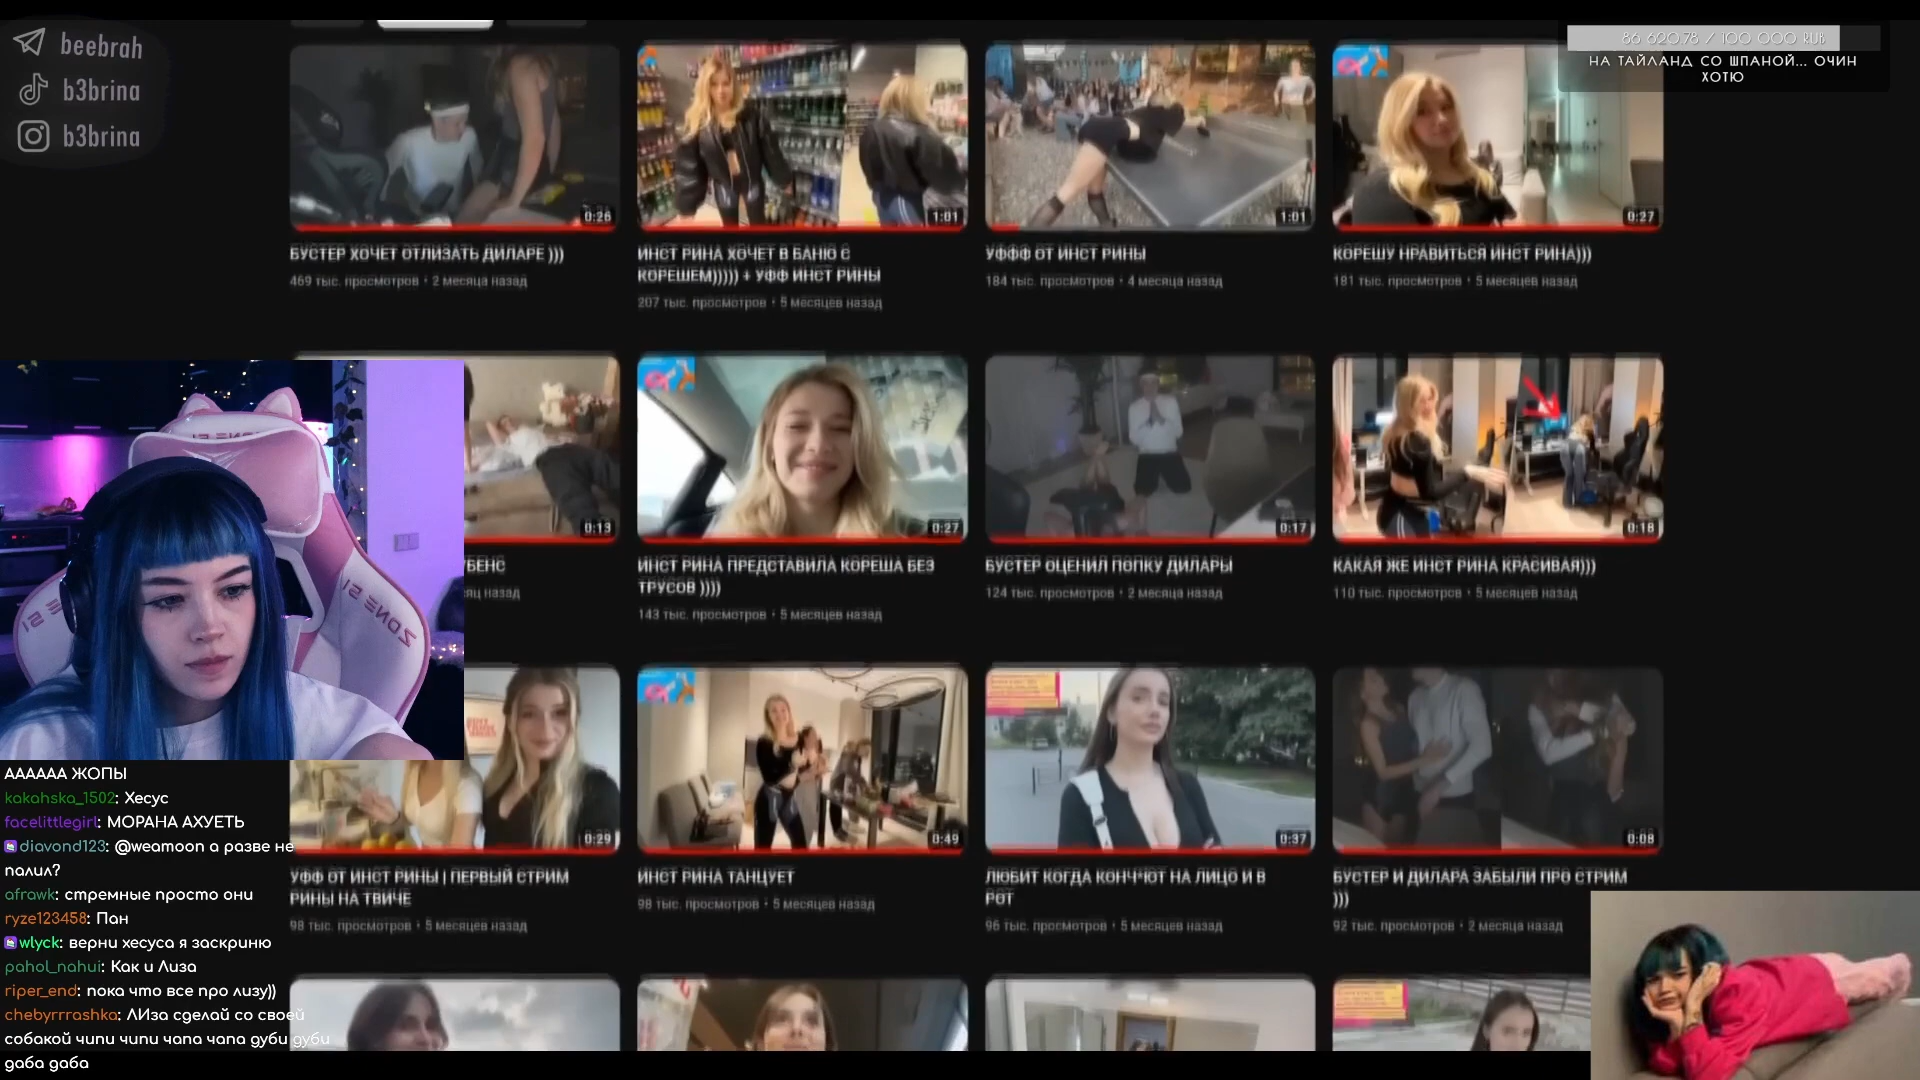 beebrah
b3brina
b3brina
86 620.78 / 100 000 RUB
НА ТАЙЛАНД СО ШПАНОЙ... ОЧИН
ХОТЮ
0:26
1:01
1:01
0:27
БУСТЕР ХОЧЕТ ОТЛИЗАТЬ ДИЛАРЕ )))
469 тыс. просмотров • 2 месяца назад
ИНСТ РИНА ХОЧЕТ В БАНЮ С
КОРЕШЕМ))))) + УФФ ИНСТ РИНЫ
207 тыс. просмотров • 5 месяцев назад
УФФФ ОТ ИНСТ РИНЫ
184 тыс. просмотров • 4 месяца назад
КОРЕШУ НРАВИТЬСЯ ИНСТ РИНА)))
181 тыс. просмотров • 5 месяцев назад
0:13
0:27
0:17
0:18
УБЕНС
яц назад
ИНСТ РИНА ПРЕДСТАВИЛА КОРЕША БЕЗ
ТРУСОВ ))))
143 тыс. просмотров • 5 месяцев назад
БУСТЕР ОЦЕНИЛ ПОПКУ ДИЛАРЫ
124 тыс. просмотров • 2 месяца назад
КАКАЯ ЖЕ ИНСТ РИНА КРАСИВАЯ)))
110 тыс. просмотров • 5 месяцев назад
0:29
0:49
0:37
0:08
УФФ ОТ ИНСТ РИНЫ | ПЕРВЫЙ СТРИМ
РИНЫ НА ТВИЧЕ
98 тыс. просмотров • 5 месяцев назад
ИНСТ РИНА ТАНЦУЕТ
98 тыс. просмотров • 5 месяцев назад
ЛЮБИТ КОГДА КОНЧ*ЮТ НА ЛИЦО И В
РОТ
96 тыс. просмотров • 5 месяцев назад
БУСТЕР И ДИЛАРА ЗАБЫЛИ ПРО СТРИМ
)))
92 тыс. просмотров • 2 месяца назад
АААААА ЖОПЫ
kakahska_1502: Хесус
facelittlegirl: МОРАНА АХУЕТЬ
diavond123: @weamoon а разве не
палил?
afrawk: стремные просто они
ryze123458: Пан
wlyck: верни хесуса я заскриню
pahol_nahui: Как и Лиза
riper_end: пока что все про лизу))
chebyrrrashka: ЛИза сделай со своей
собакой чипи чипи чапа чапа дуби дуби
даба даба